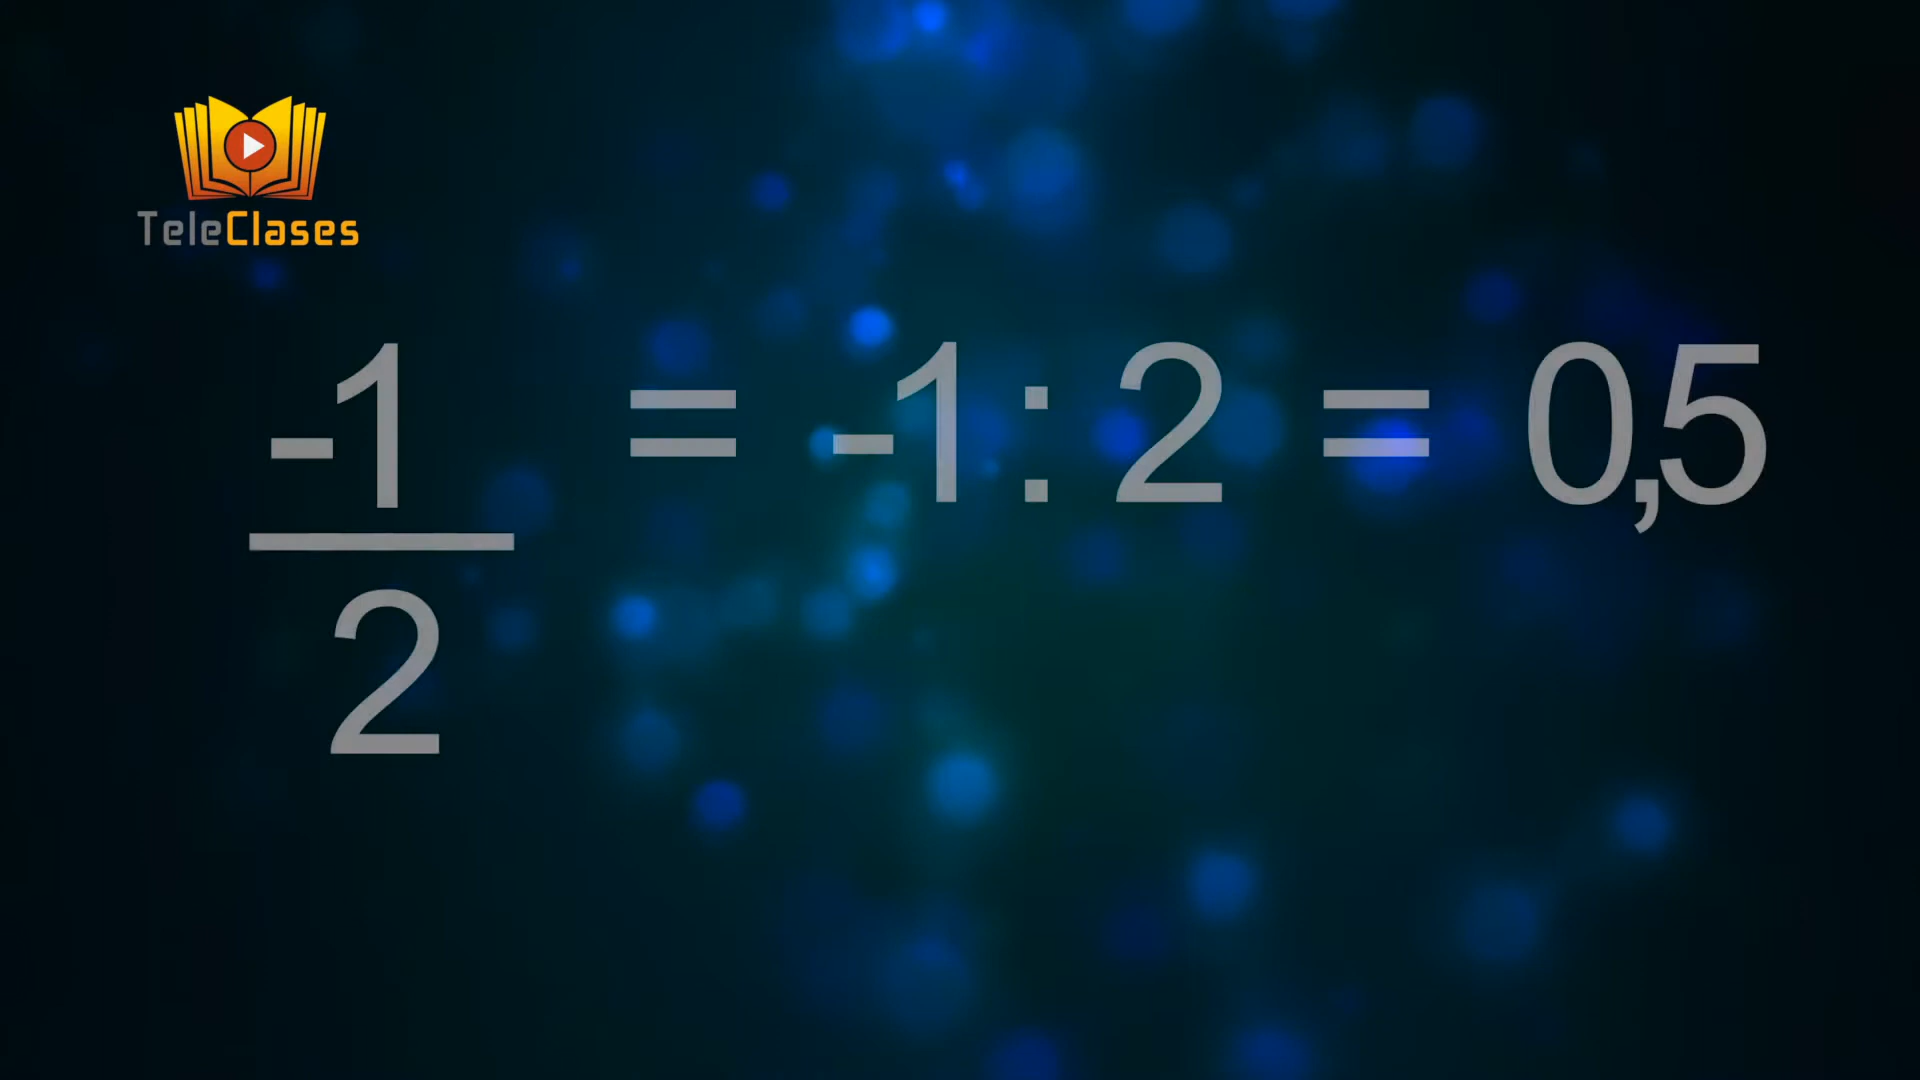 TeleClases
-1 = -1 : 2 = 0,5
2